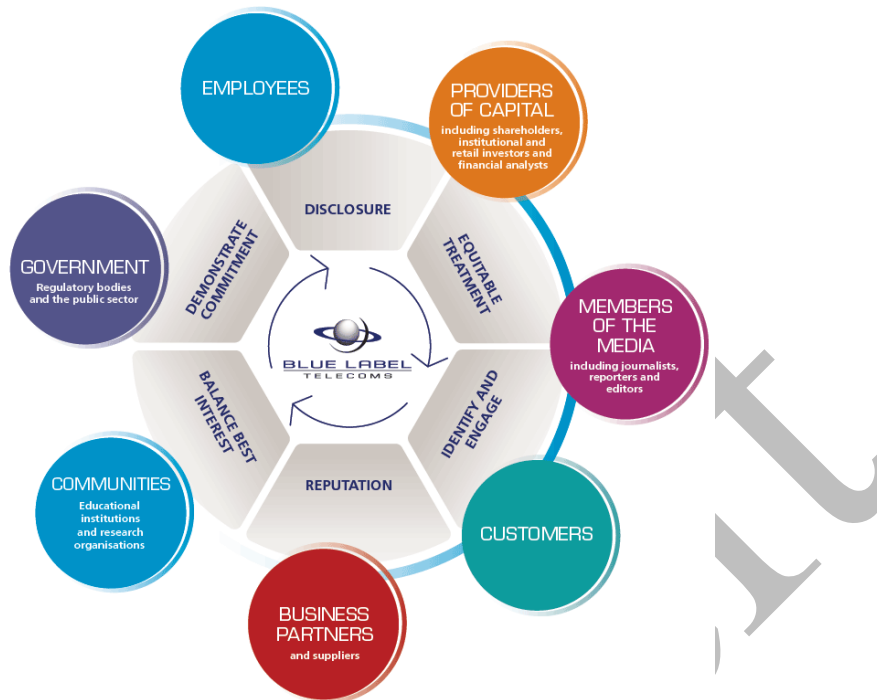 EMPLOYEES
PROVIDERS
OF CAPITAL
including shareholders,
institutional and
retail investors and
financial analysts
DISCLOSURE
DEMONSTRATE
COMMITMENT
EQUITABLE
TREATMENT
GOVERNMENT
Regulatory bodies
and the public sector
MEMBERS
OF THE
MEDIA
including journalists,
reporters and
editors
BLUE LABEL
TELECOMS
BALANCE BEST
INTEREST
IDENTIFY AND
ENGAGE
REPUTATION
COMMUNITIES
Educational
institutions
and research
organisations
CUSTOMERS
BUSINESS
PARTNERS
and suppliers